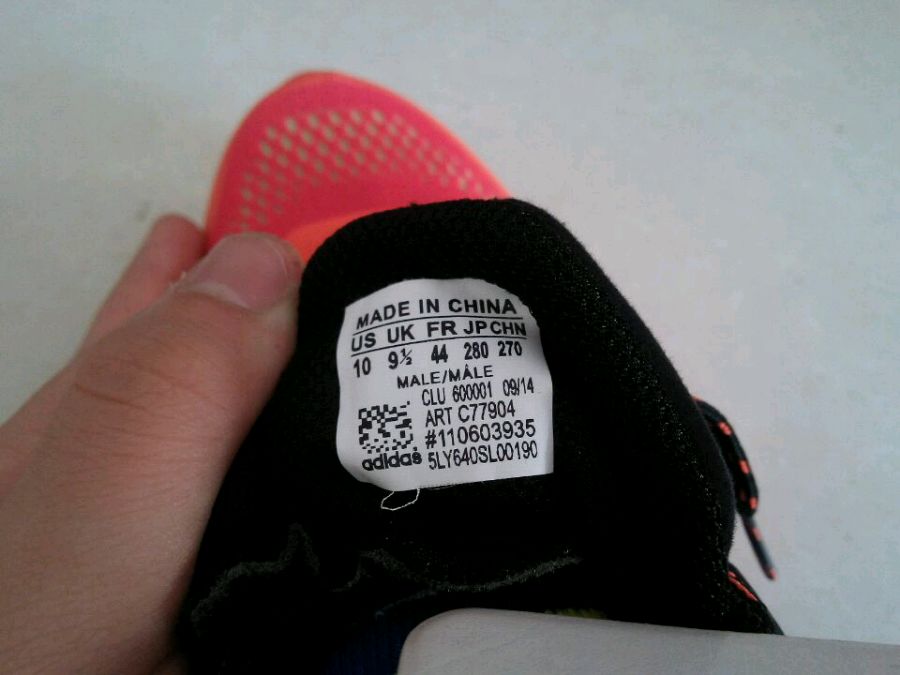 MADE IN CHINA
US UK FR JP CHN
10 9½ 44 280 270
MALE/MÂLE
CLU 600001 09/14
ART C77904
#110603935
adidas 5LY640SL00190